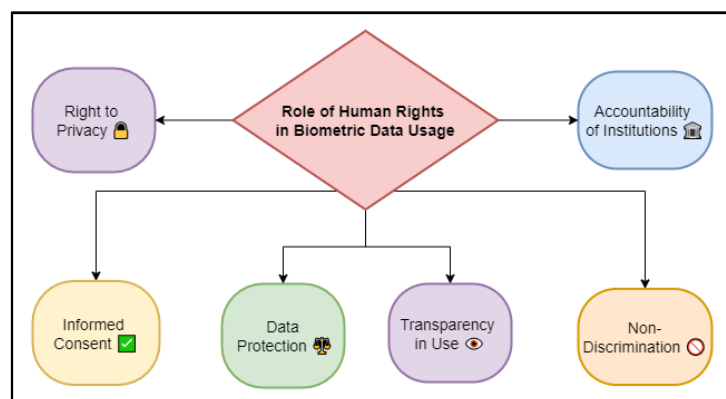 Role of Human Rights
in Biometric Data Usage
Right to
Privacy 🔒
Accountability
of Institutions 🏛
Informed
Consent ✅
Data
Protection ⚖
Transparency
in Use 👁
Non-
Discrimination 🚫